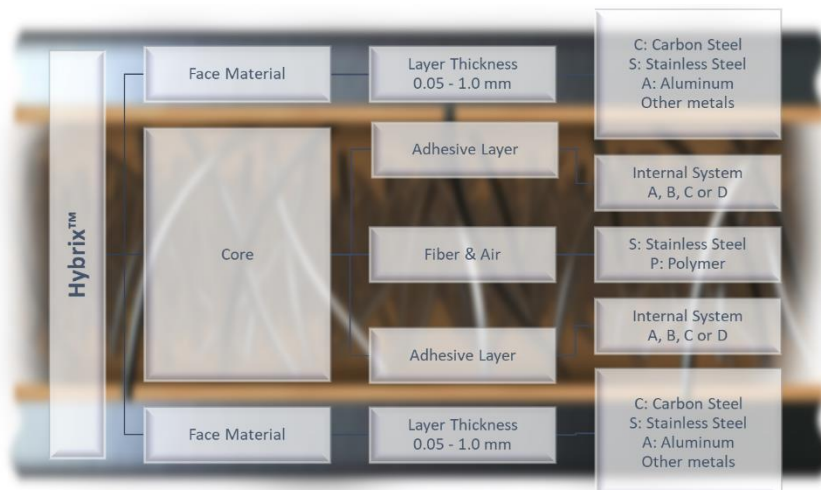 Hybrix™
Face Material
Layer Thickness
0.05 - 1.0 mm
C: Carbon Steel
S: Stainless Steel
A: Aluminum
Other metals
Core
Adhesive Layer
Internal System
A, B, C or D
Fiber & Air
S: Stainless Steel
P: Polymer
Adhesive Layer
Internal System
A, B, C or D
Face Material
Layer Thickness
0.05 - 1.0 mm
C: Carbon Steel
S: Stainless Steel
A: Aluminum
Other metals